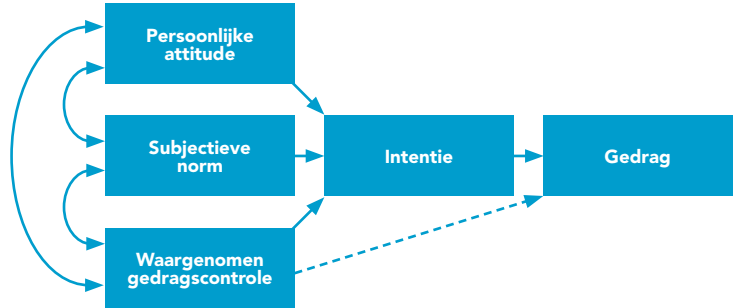 Persoonlijke
attitude
Subjectieve
norm
Intentie
Gedrag
Waargenomen
gedragscontrole